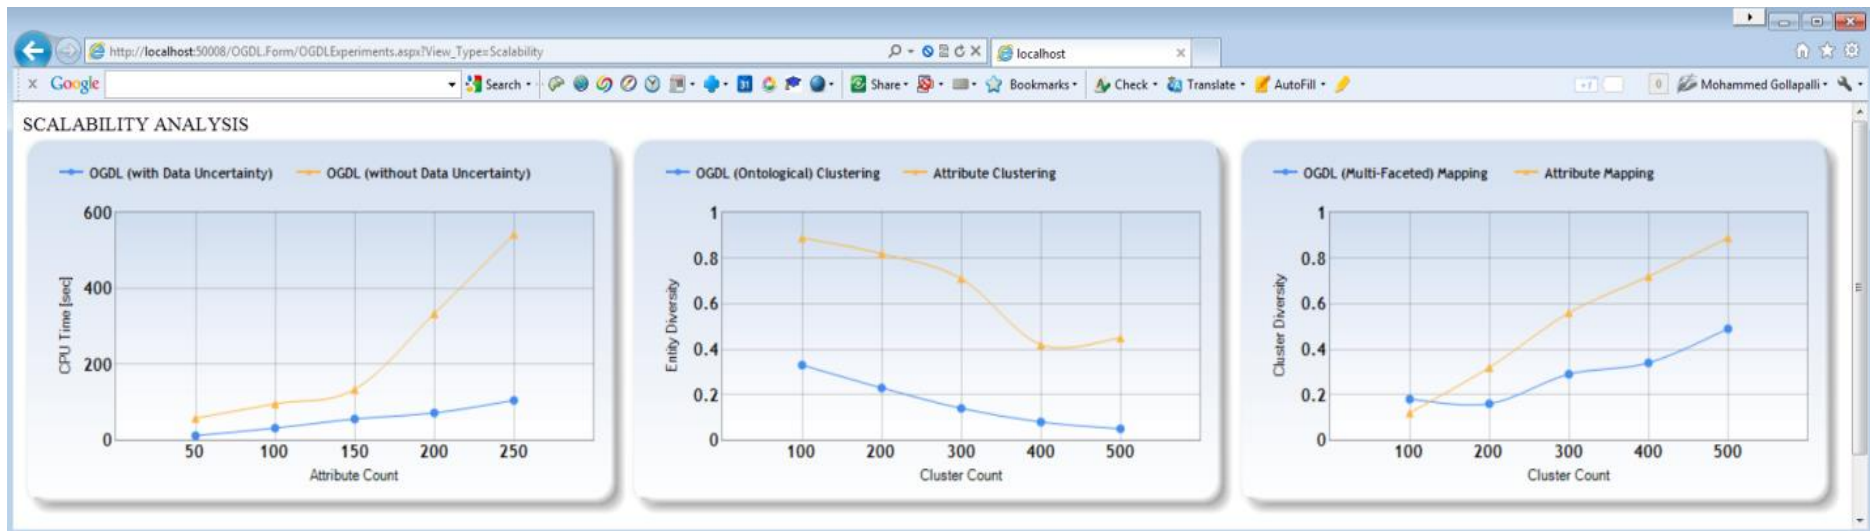 http://localhost:50008/OGDL.Form/OGDLExperiments.aspx?View_Type=Scalability
localhost
x Google Search Share Bookmarks Check Translate AutoFill Mohammed Gollapalli
SCALABILITY ANALYSIS
OGDL (with Data Uncertainty) OGDL (without Data Uncertainty)
600
400
200
0
CPU Time [sec]
50 100 150 200 250
Attribute Count
OGDL (Ontological) Clustering Attribute Clustering
1
0.8
0.6
0.4
0.2
0
Entity Diversity
100 200 300 400 500
Cluster Count
OGDL (Multi-Faceted) Mapping Attribute Mapping
1
0.8
0.6
0.4
0.2
0
Cluster Diversity
100 200 300 400 500
Cluster Count